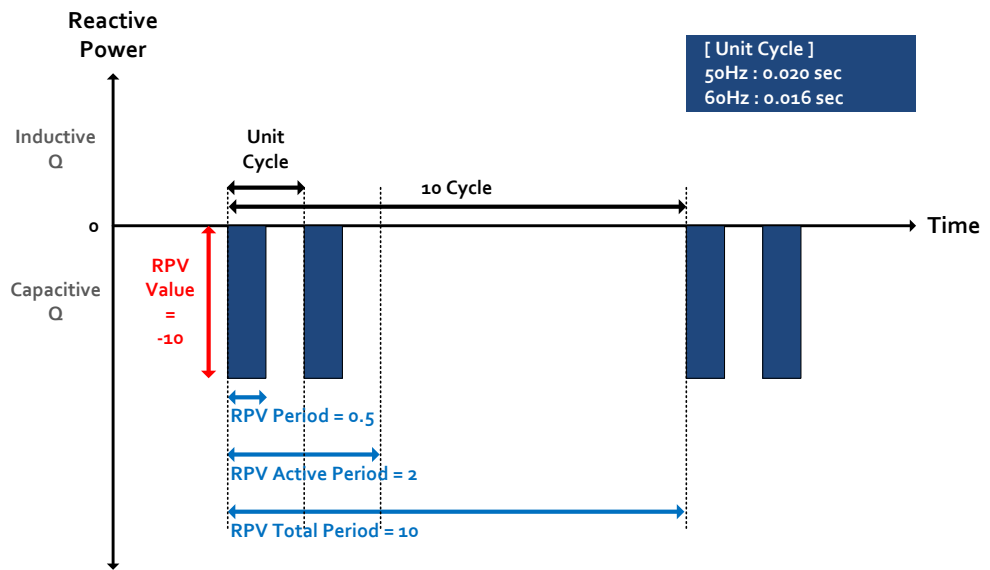 Reactive
Power
[ Unit Cycle ]
50Hz : 0.020 sec
60Hz : 0.016 sec
Inductive
Q
Unit
Cycle
10 Cycle
0
Time
RPV
Value
=
-10
Capacitive
Q
RPV Period = 0.5
RPV Active Period = 2
RPV Total Period = 10